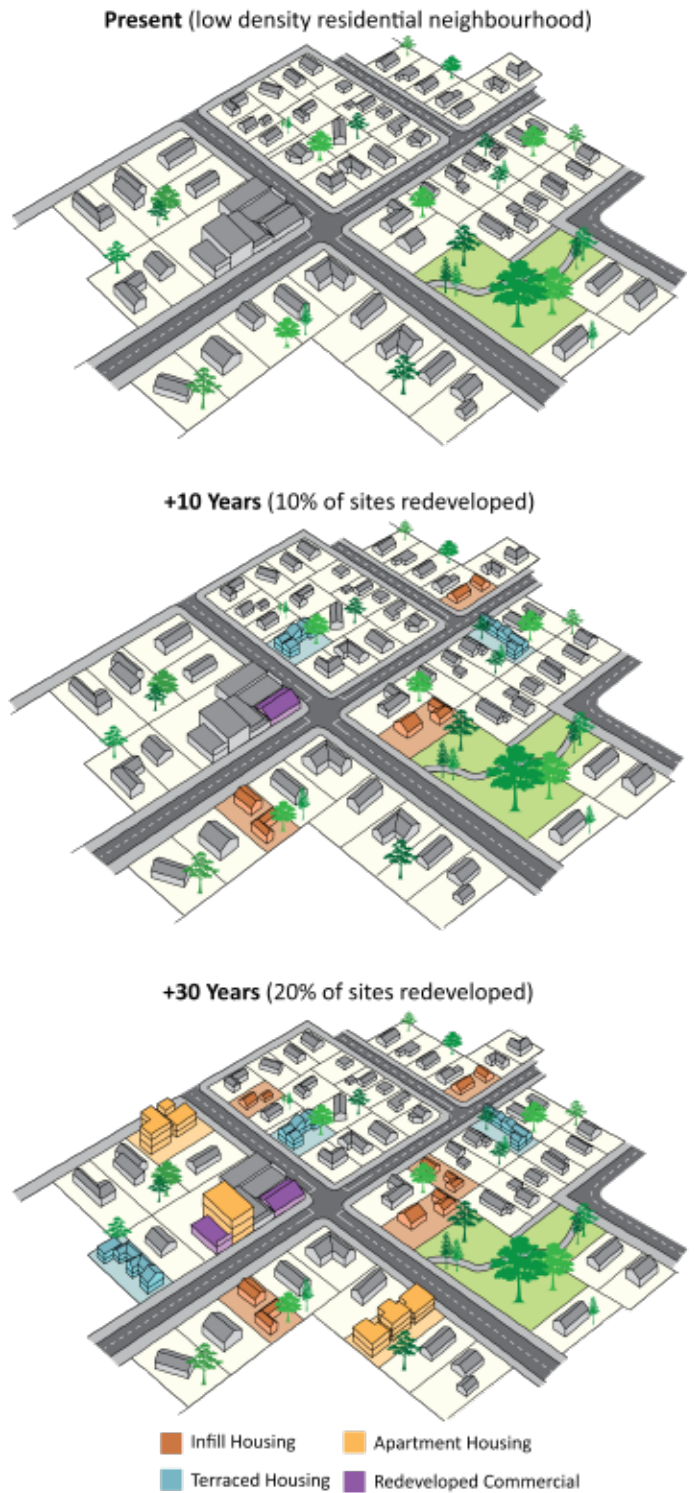 Present (low density residential neighbourhood)
+10 Years (10% of sites redeveloped)
+30 Years (20% of sites redeveloped)
Infill Housing
Apartment Housing
Terraced Housing
Redeveloped Commercial